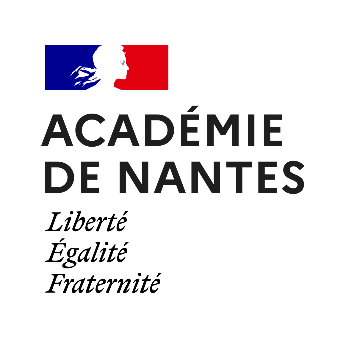 ACADÉMIE
DE NANTES
Liberté
Égalité
Fraternité